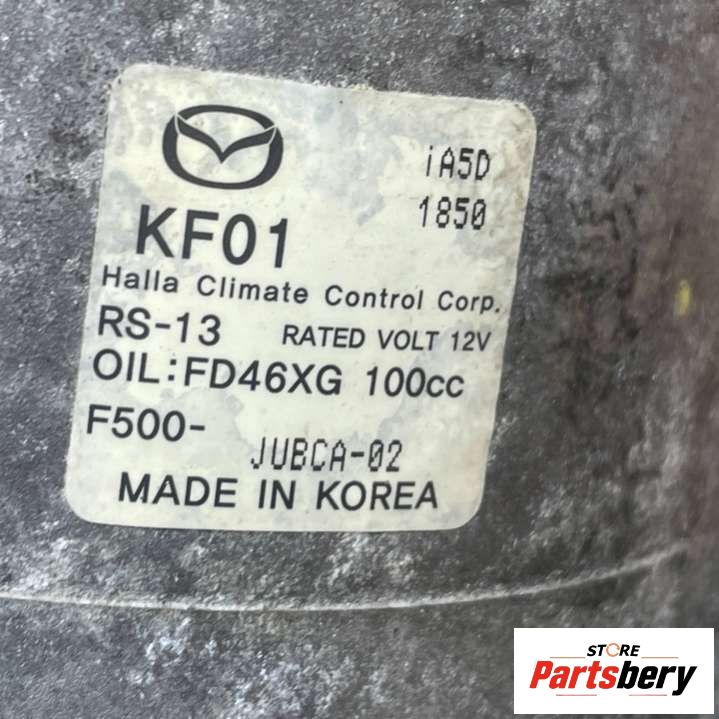 iA5D
1850
KF01
Halla Climate Control Corp.
RS-13 RATED VOLT 12V
OIL:FD46XG 100cc
F500-
JUBCA-02
MADE IN KOREA
STORE
Partsbery